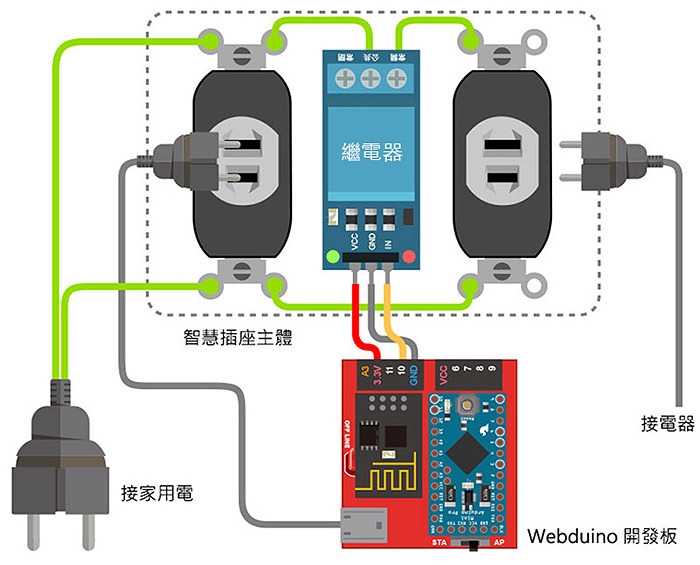 常閉 公共 常開
繼電器
VCC GND IN
智慧插座主體
A3 3.3V 11 10 GND VCC 6 7 8 9
OFF LINE
接電器
接家用電
STA AP
Webduino 開發板